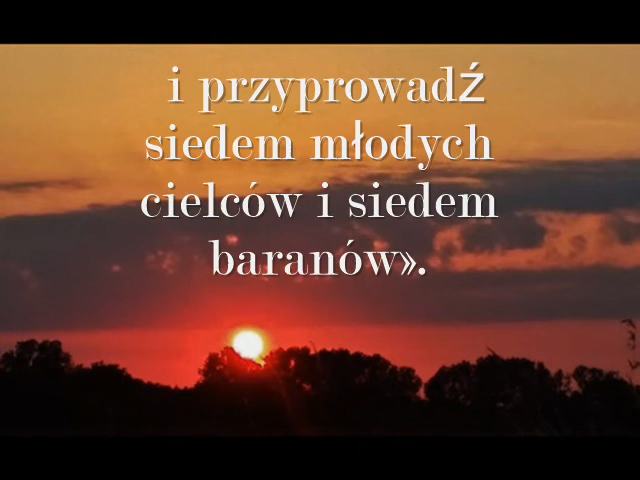 i przyprowadź
siedem młodych
cielców i siedem
baranów».